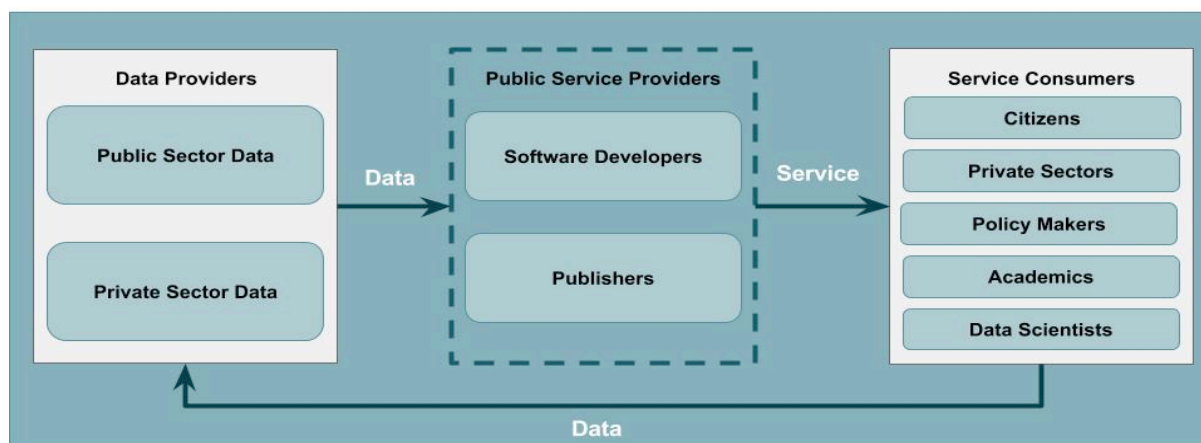 Data Providers
Public Sector Data
Private Sector Data
Data
Public Service Providers
Software Developers
Publishers
Service
Service Consumers
Citizens
Private Sectors
Policy Makers
Academics
Data Scientists
Data